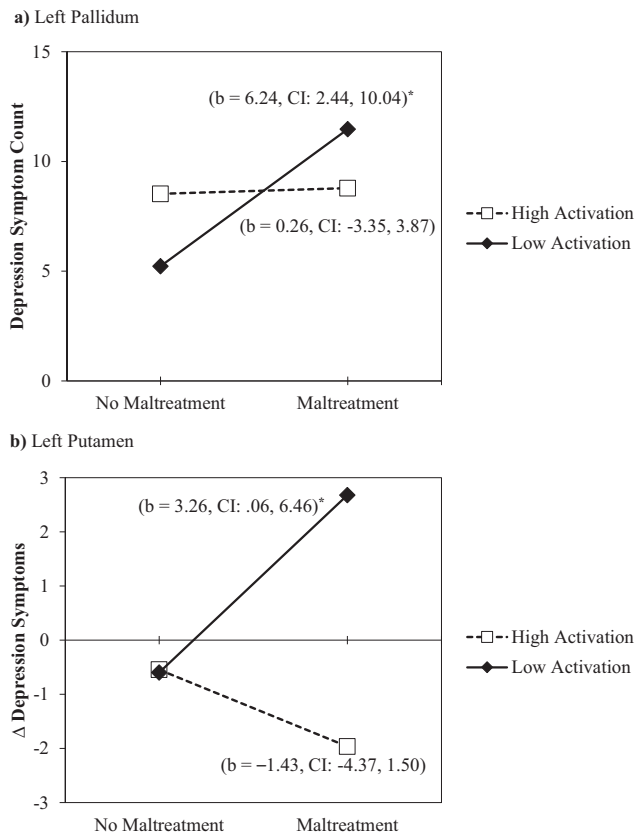 a) Left Pallidum
15
(b = 6.24, CI: 2.44, 10.04)*
10
Depression Symptom Count
(b = 0.26, CI: -3.35, 3.87)
High Activation
Low Activation
5
0
No Maltreatment Maltreatment
b) Left Putamen
3
(b = 3.26, CI: .06, 6.46)*
2
1
Δ Depression Symptoms
0
High Activation
Low Activation
-1
-2
(b = −1.43, CI: -4.37, 1.50)
-3
No Maltreatment Maltreatment